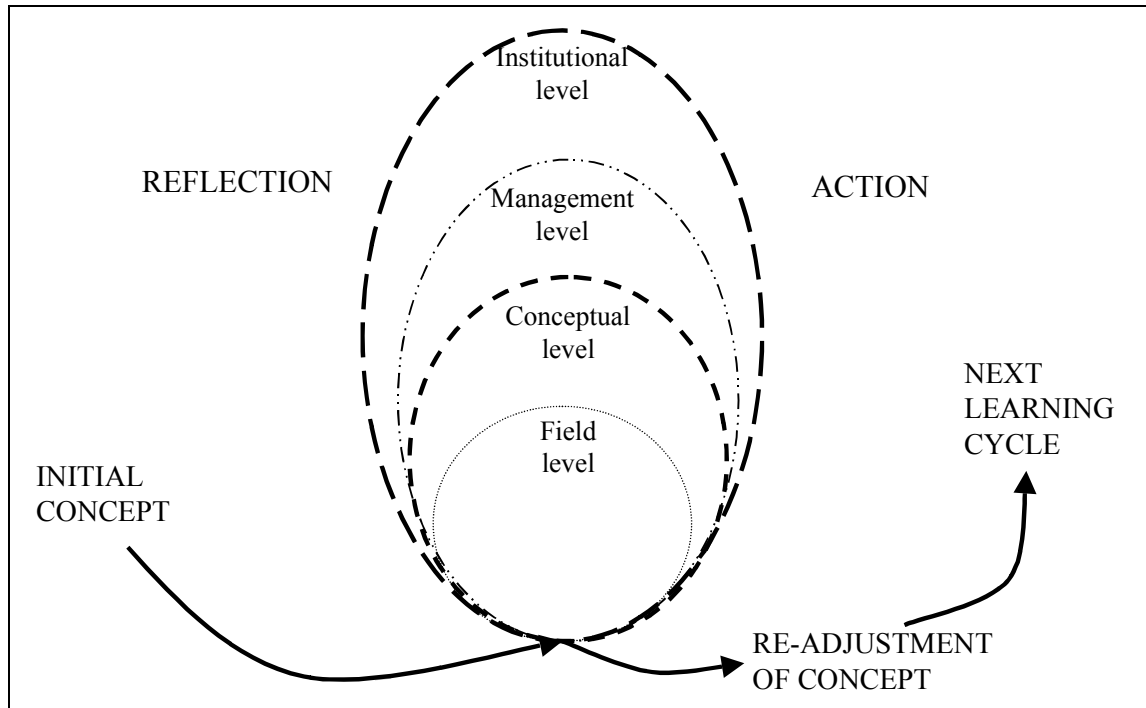 Institutional
level
REFLECTION
ACTION
Management
level
Conceptual
level
Field
level
INITIAL
CONCEPT
NEXT
LEARNING
CYCLE
RE-ADJUSTMENT
OF CONCEPT